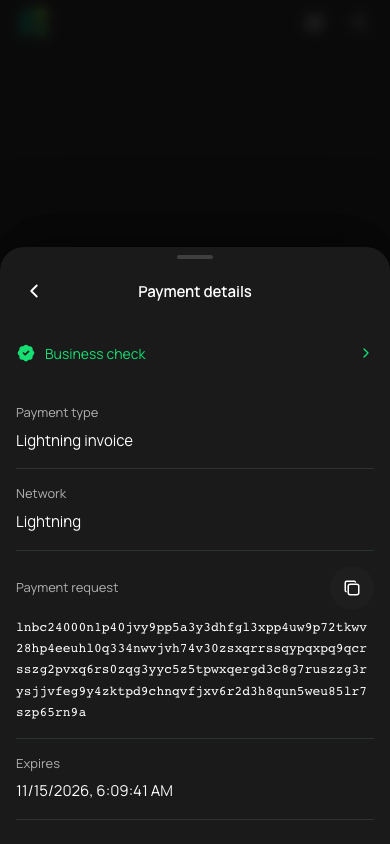 Payment details
Business check
Payment type
Lightning invoice
Network
Lightning
Payment request
lnbc24000n1p40jvy9pp5a3y3dhfgl3xpp4uw9p72tkwv
28hp4eeuhl0q334nwvjvh74v30zsxqrrssqypqxpq9qcr
sszg2pvxq6rs0zqg3yyc5z5tpwxqergd3c8g7ruszzg3r
ysjjvfeg9y4zktpd9chnqvfjxv6r2d3h8qun5weu85lr7
szp65rn9a
Expires
11/15/2026, 6:09:41 AM